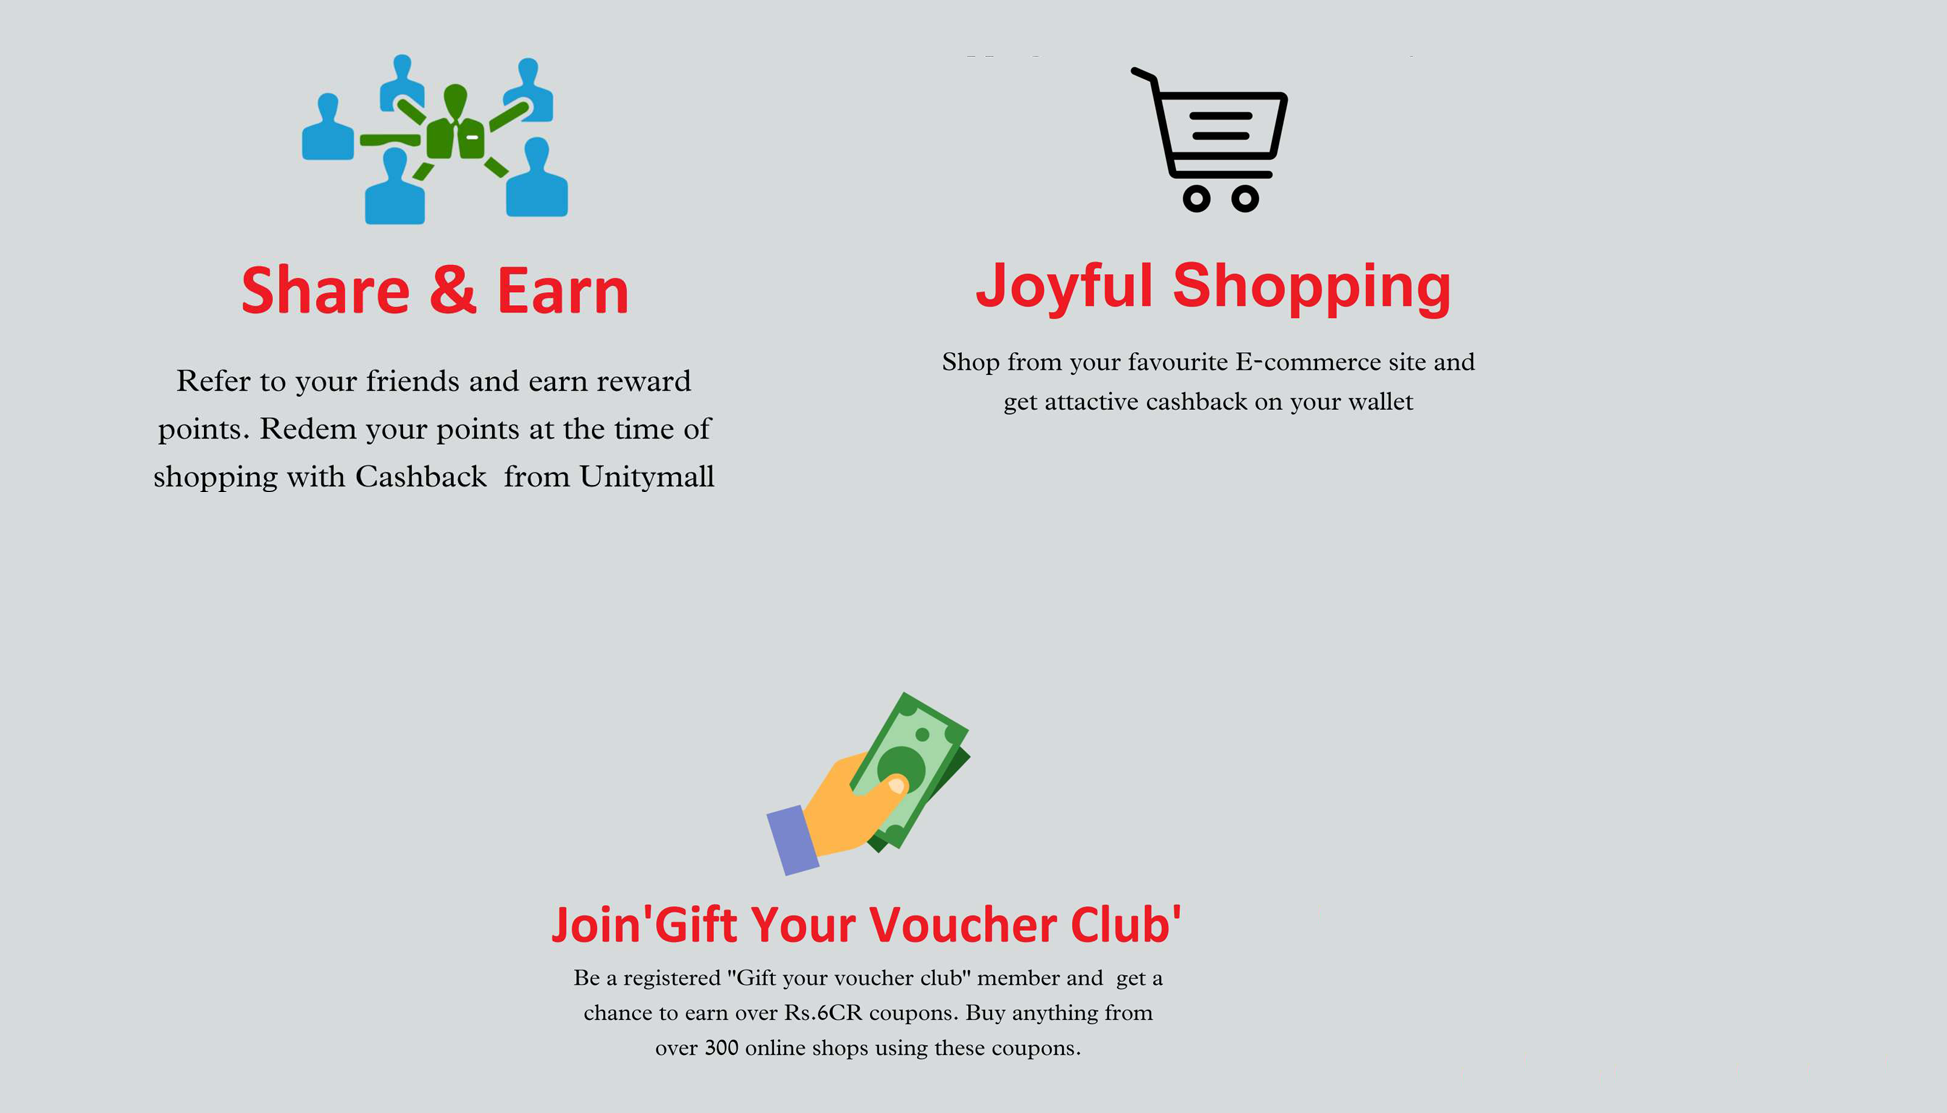 Share & Earn
Refer to your friends and earn reward
points. Redem your points at the time of
shopping with Cashback  from Unitymall
Joyful Shopping
Shop from your favourite E-commerce site and
get attactive cashback on your wallet
Join'Gift Your Voucher Club'
Be a registered "Gift your voucher club" member and  get a
chance to earn over Rs.6CR coupons. Buy anything from
over 300 online shops using these coupons.